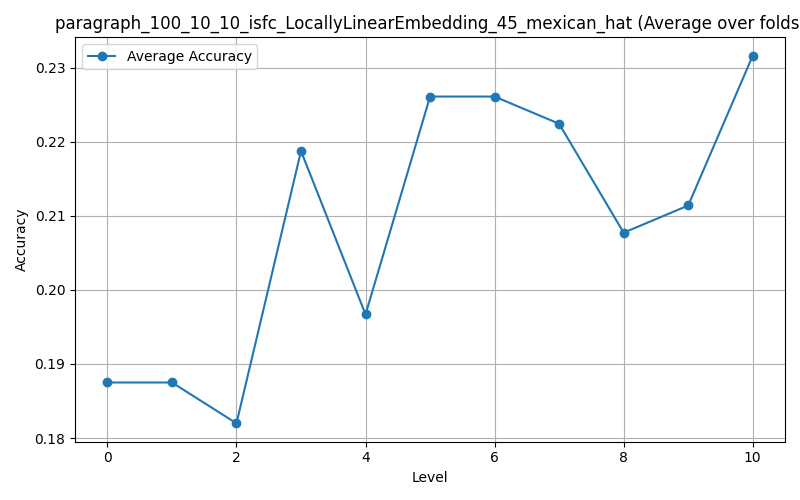 paragraph_100_10_10_isfc_LocallyLinearEmbedding_45_mexican_hat (Average over folds
Average Accuracy
0.23
0.22
0.21
0.20
0.19
0.18
Accuracy
0 2 4 6 8 10
Level